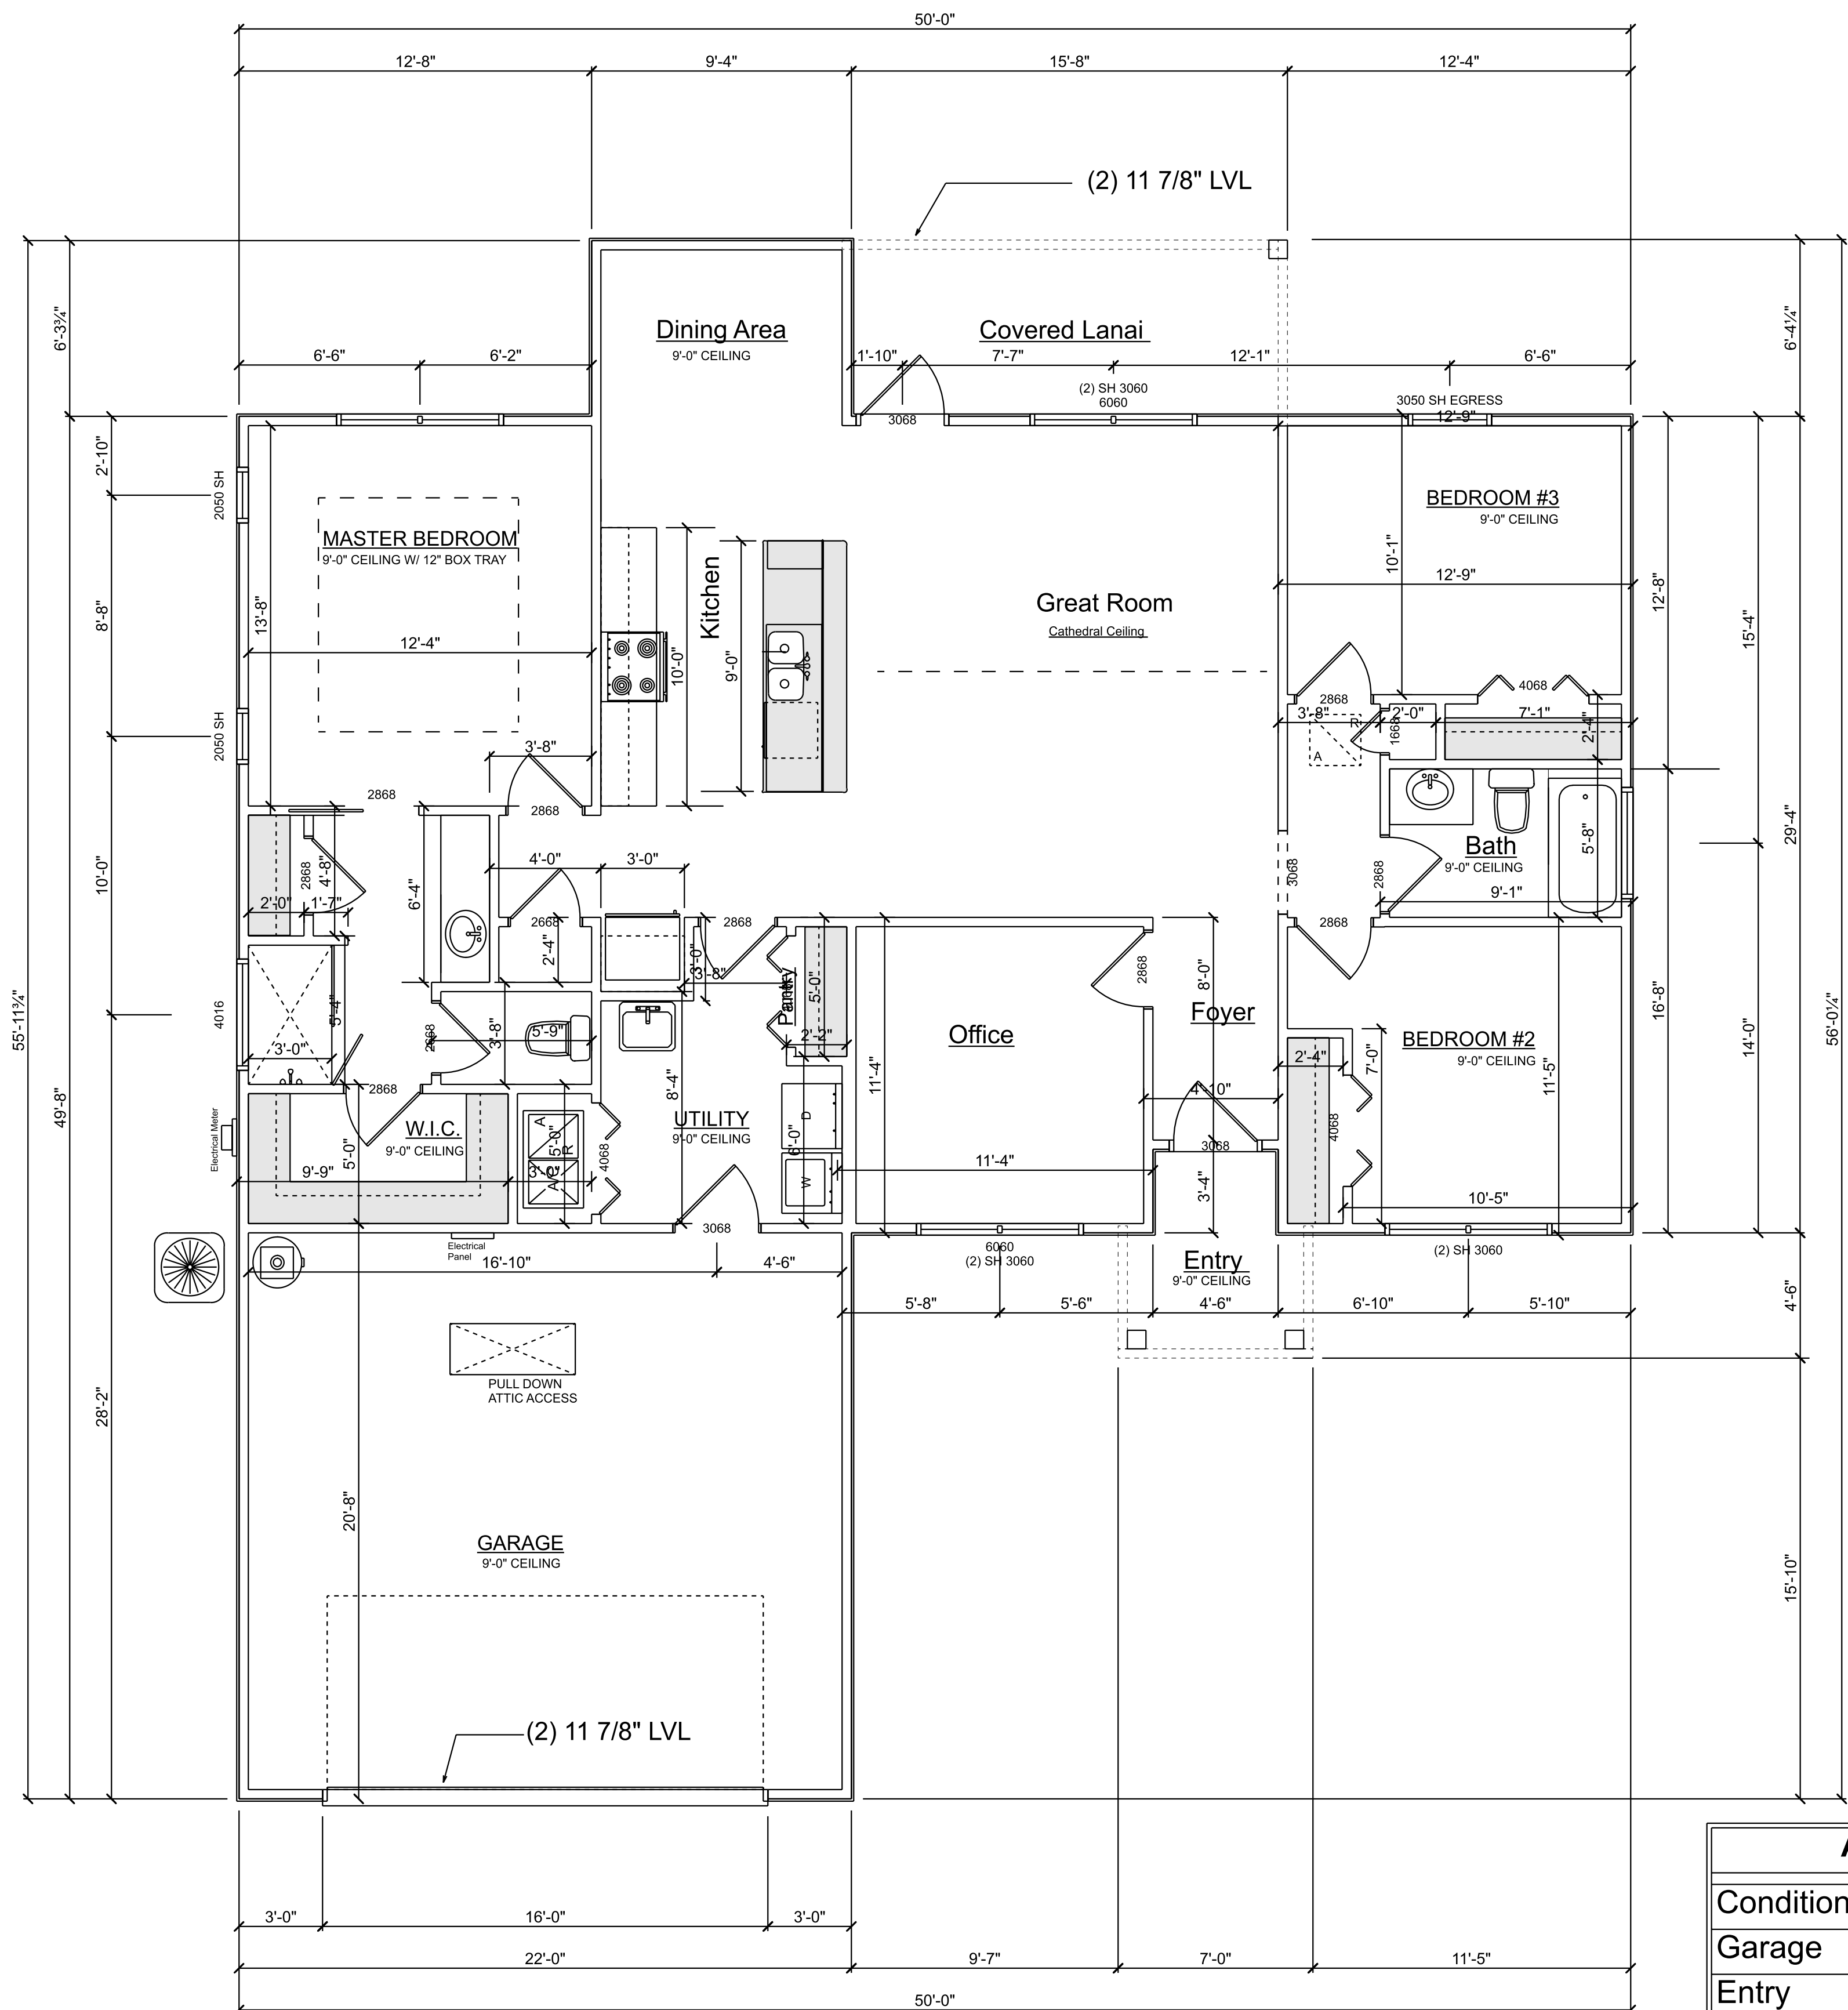 50'-0"
12'-8"
9'-4"
15'-8"
12'-4"
(2) 11 7/8" LVL
6'-3¾"
6'-4¼"
Dining Area
9'-0" CEILING
Covered Lanai
6'-6"
6'-2"
1'-10"
7'-7"
12'-1"
6'-6"
(2) SH 3060
6060
3050 SH EGRESS
12'-9"
3068
2'-10"
2050 SH
BEDROOM #3
9'-0" CEILING
MASTER BEDROOM
9'-0" CEILING W/ 12" BOX TRAY
Kitchen
10'-1"
12'-9"
12'-8"
15'-4"
8'-8"
13'-8"
12'-4"
10'-0"
9'-0"
Great Room
Cathedral Ceiling
2050 SH
3'-8"
2868
4068
3'-8"
R
2'-0"
7'-1"
1668
2'-4"
A
2868
2868
4'-0"
3'-0"
2868
4'-8"
6'-4"
2'-0"
1'-7"
10'-0"
Bath
9'-0" CEILING
5'-8"
9'-1"
3068
2868
29'-4"
2668
2'-4"
2868
2868
3'-0"
3'-8"
Pantry
5'-0"
2'-2"
2868
8'-0"
Foyer
4016
5'-4"
3'-0"
2668
3'-8"
5'-9"
Office
BEDROOM #2
9'-0" CEILING
16'-8"
14'-0"
55'-11¾"
49'-8"
56'-0¼"
2868
8'-4"
11'-4"
2'-4"
7'-0"
11'-5"
4'-10"
Electrical Meter
W.I.C.
9'-0" CEILING
5'-0"
9'-9"
A
5'-0"
R
3'-0"
A/C
4068
UTILITY
9'-0" CEILING
D
6'-0"
W
11'-4"
3068
3'-4"
4068
10'-5"
3068
Electrical
Panel
16'-10"
4'-6"
6060
(2) SH 3060
Entry
9'-0" CEILING
(2) SH 3060
5'-8"
5'-6"
4'-6"
6'-10"
5'-10"
4'-6"
PULL DOWN
ATTIC ACCESS
28'-2"
20'-8"
GARAGE
9'-0" CEILING
15'-10"
(2) 11 7/8" LVL
3'-0"
16'-0"
3'-0"
22'-0"
9'-7"
7'-0"
11'-5"
50'-0"
Garage
Entry